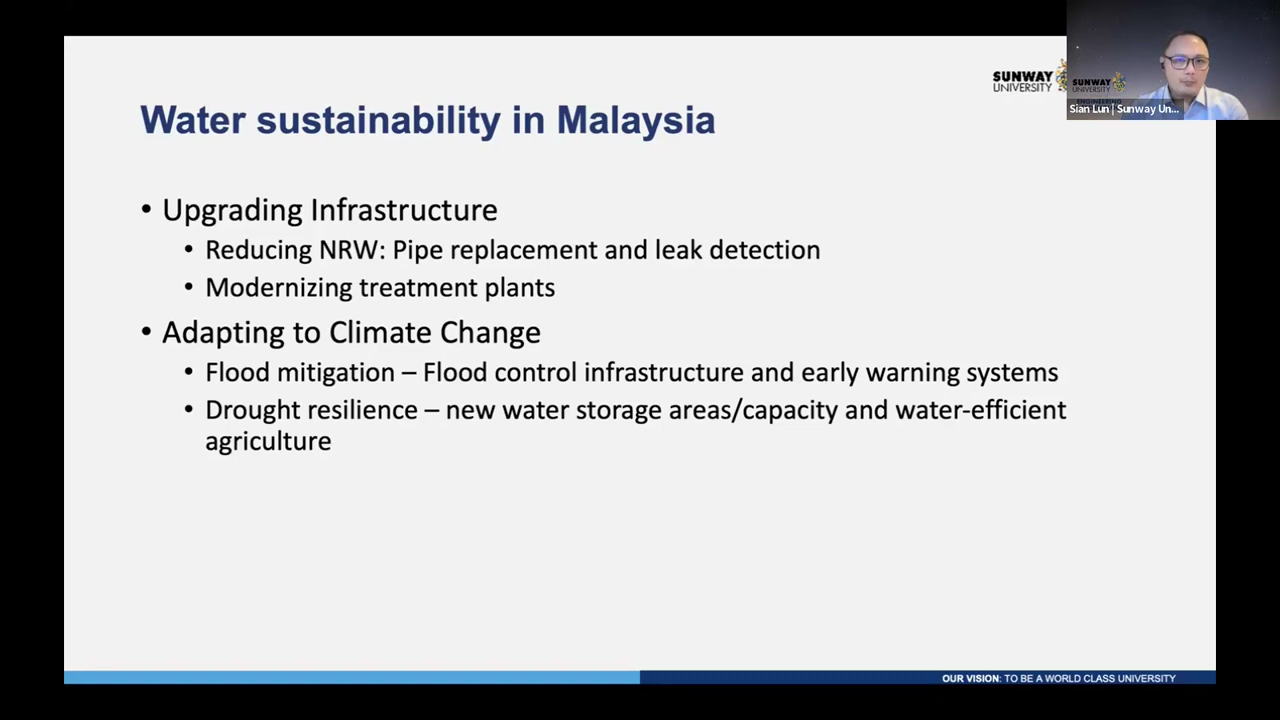 SUNWAY
UNIVERSITY
SUNWAY
UNIVERSITY
ENGINEERING
Sian Lun | Sunway Un...
Water sustainability in Malaysia
• Upgrading Infrastructure
• Reducing NRW: Pipe replacement and leak detection
• Modernizing treatment plants
• Adapting to Climate Change
• Flood mitigation – Flood control infrastructure and early warning systems
• Drought resilience – new water storage areas/capacity and water-efficient
agriculture
OUR VISION: TO BE A WORLD CLASS UNIVERSITY